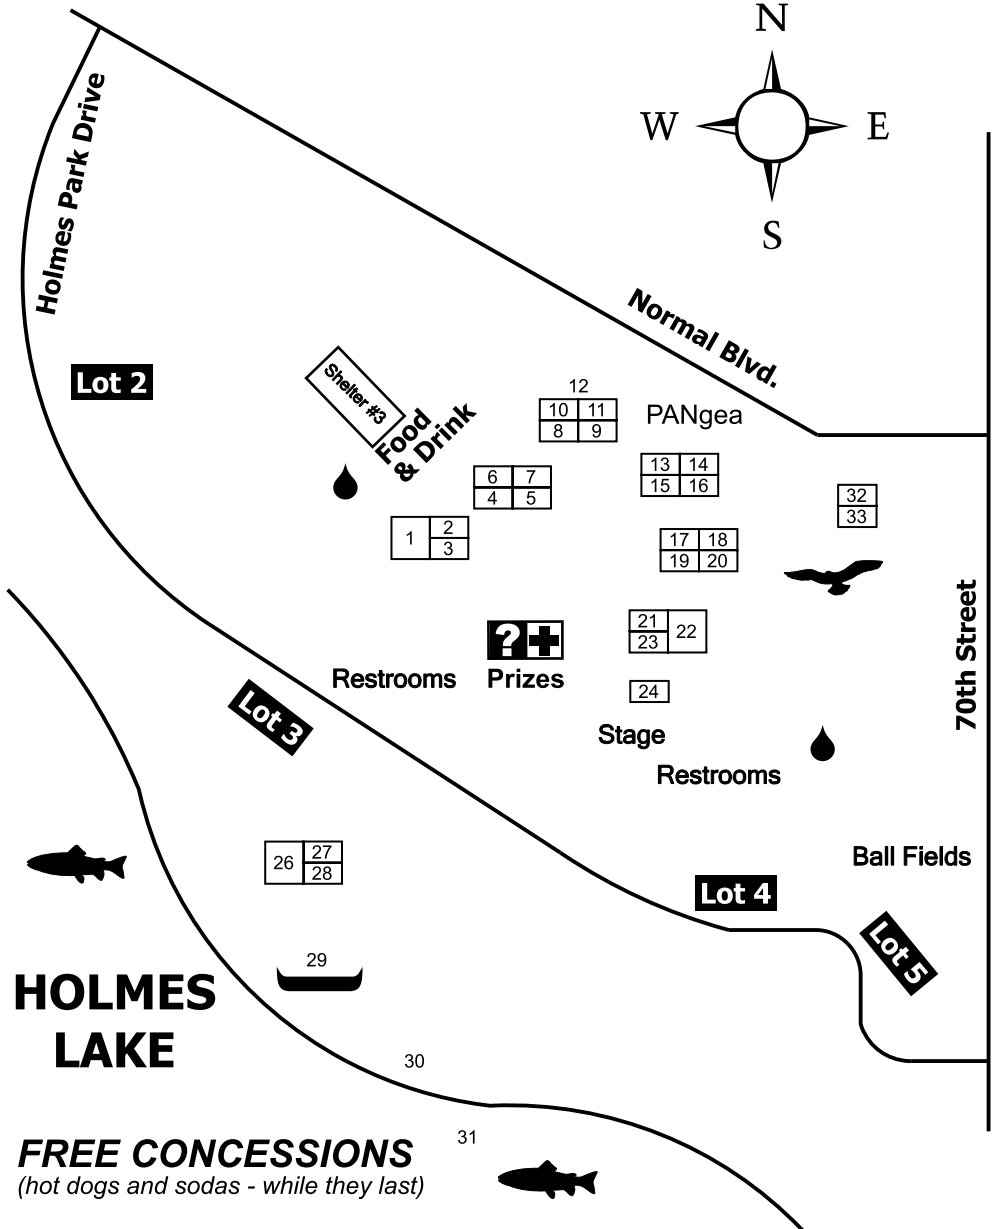 N
W E
S
Holmes Park Drive
Normal Blvd.
Lot 2
Shelter #3
Food
& Drink
12
10 11
8 9
PANgea
13 14
15 16
6 7
4 5
32
33
1 2
3
17 18
19 20
70th Street
21 22
23
?
Restrooms
Prizes
24
Lot 3
Stage
Restrooms
26 27
28
Ball Fields
Lot 4
Lot 5
29
HOLMES
LAKE
30
31
FREE CONCESSIONS
(hot dogs and sodas - while they last)